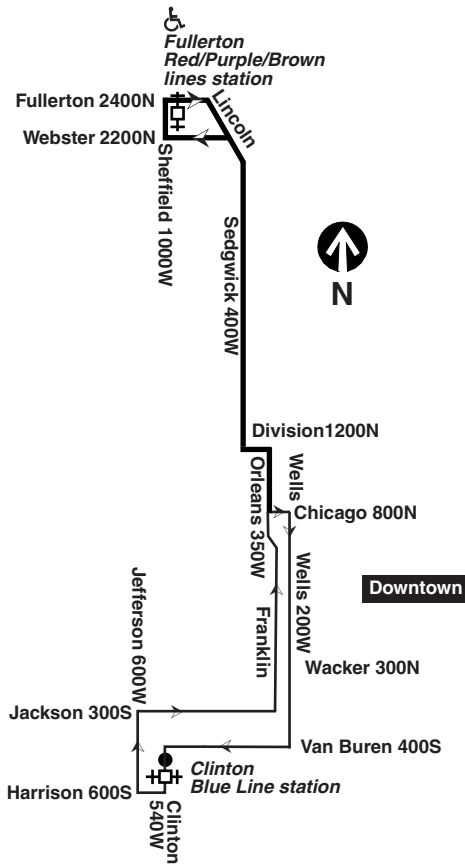 Fullerton
Red/Purple/Brown
lines station
Fullerton 2400N
Lincoln
Webster 2200N
Sheffield 1000W
Sedgwick 400W
N
Division1200N
Wells
Orleans 350W
Chicago 800N
Wells 200W
Downtown
Jefferson 600W
Franklin
Wacker 300N
Jackson 300S
Van Buren 400S
Clinton
Blue Line station
Harrison 600S
Clinton
540W